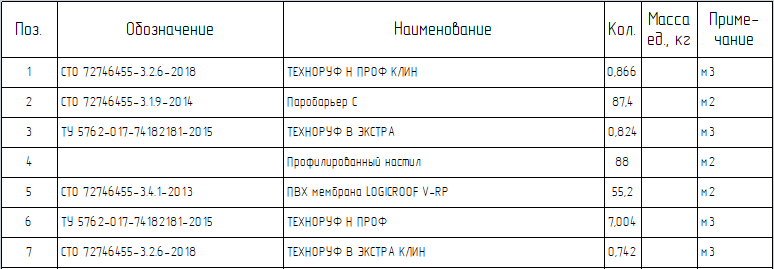 Поз. Обозначение Наименование Кол. Масса ед., кг Приме-чание
1 СТО 72746455-3.2.6-2018 ТЕХНОРУФ Н ПРОФ КЛИН 0,866 м3
2 СТО 72746455-3.1.9-2014 Паробарьер С 87,4 м2
3 ТУ 5762-017-74182181-2015 ТЕХНОРУФ В ЭКСТРА 0,824 м3
4 Профилированный настил 88 м2
5 СТО 72746455-3.4.1-2013 ПВХ мембрана LOGICROOF V-RP 55,2 м2
6 ТУ 5762-017-74182181-2015 ТЕХНОРУФ Н ПРОФ 7,004 м3
7 СТО 72746455-3.2.6-2018 ТЕХНОРУФ В ЭКСТРА КЛИН 0,742 м3